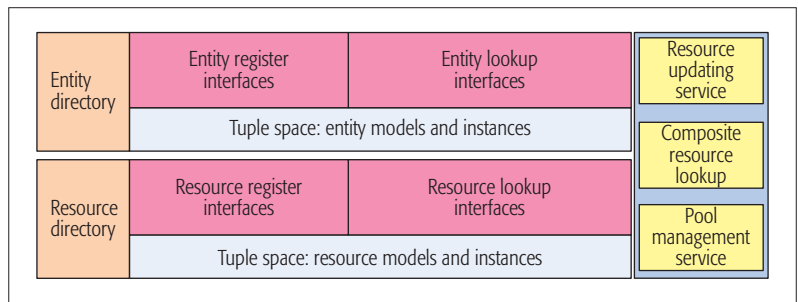 Entity
directory
Entity register
interfaces
Entity lookup
interfaces
Tuple space: entity models and instances
Resource
directory
Resource register
interfaces
Resource lookup
interfaces
Tuple space: resource models and instances
Resource
updating
service
Composite
resource
lookup
Pool
management
service